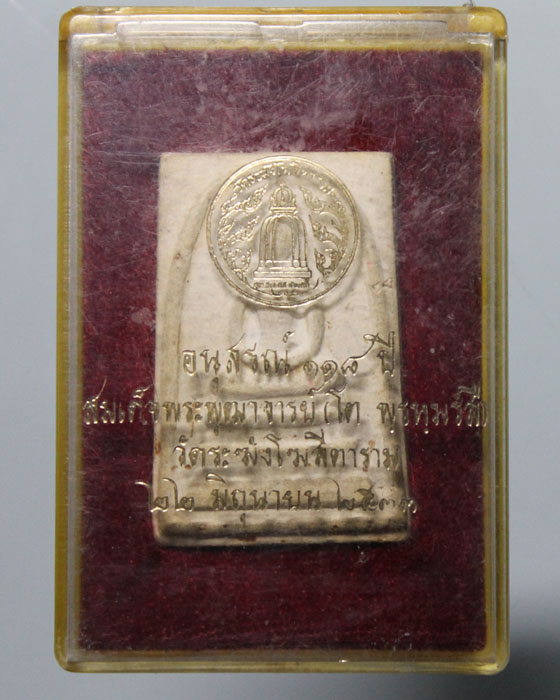 อนุสรณ์ ๑๑๘ ปี
สมเด็จพระพุฒาจารย์ (โต พฺรหฺมรํสี)
วัดระฆังโฆสิตาราม
๒๒ มิถุนายน ๒๕๓๓